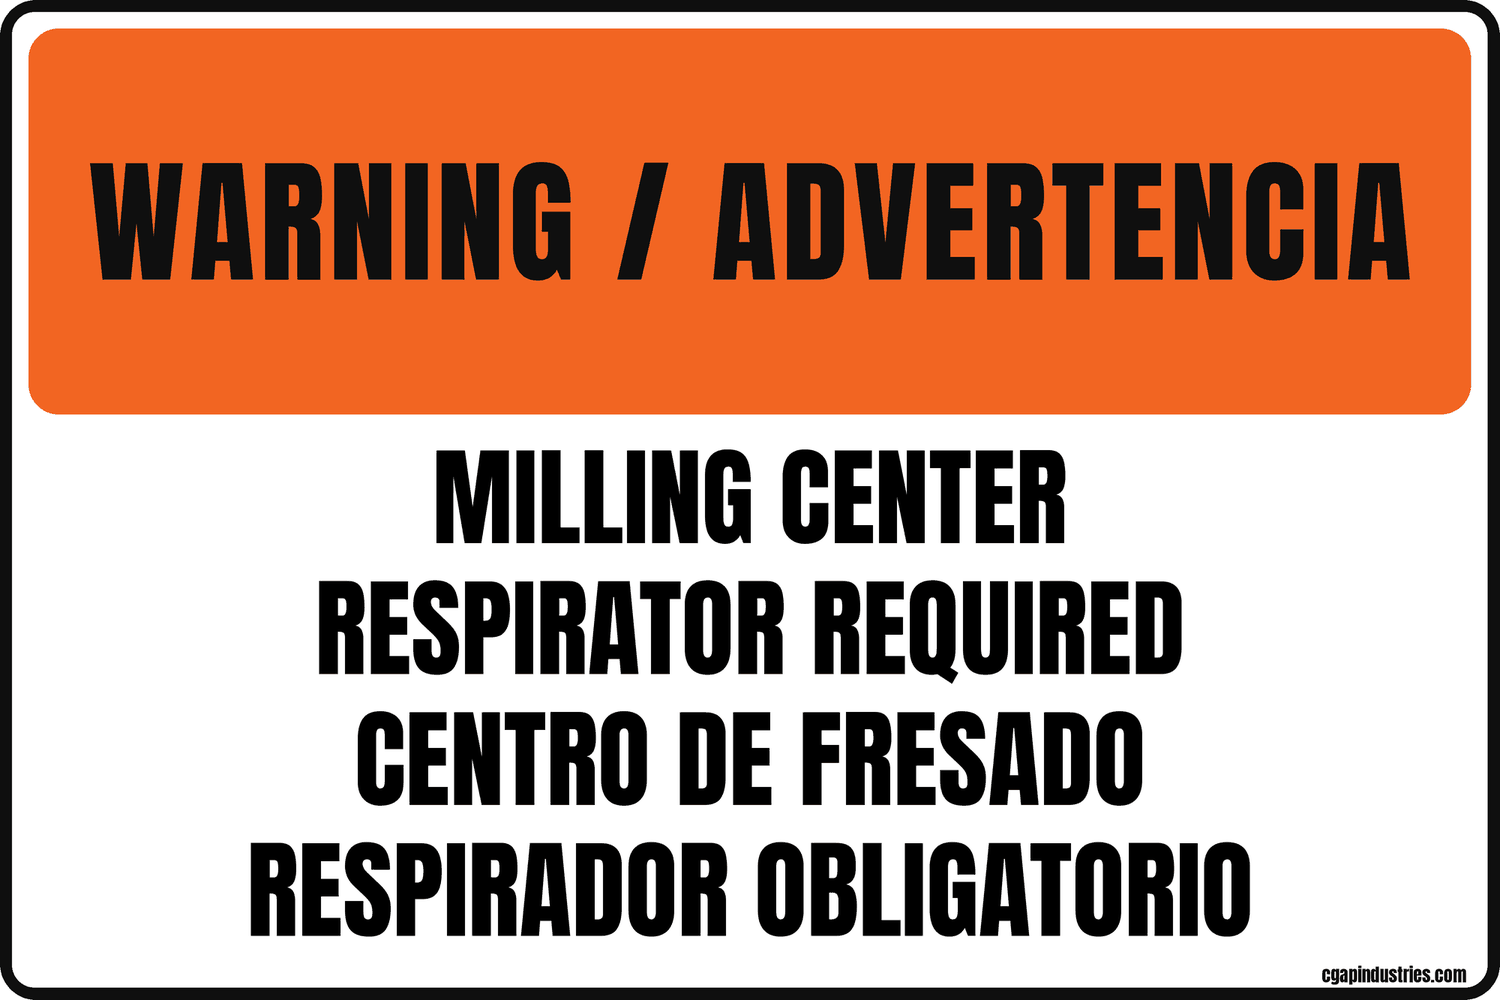 WARNING / ADVERTENCIA
MILLING CENTER
RESPIRATOR REQUIRED
CENTRO DE FRESADO
RESPIRADOR OBLIGATORIO
cgapindustries.com